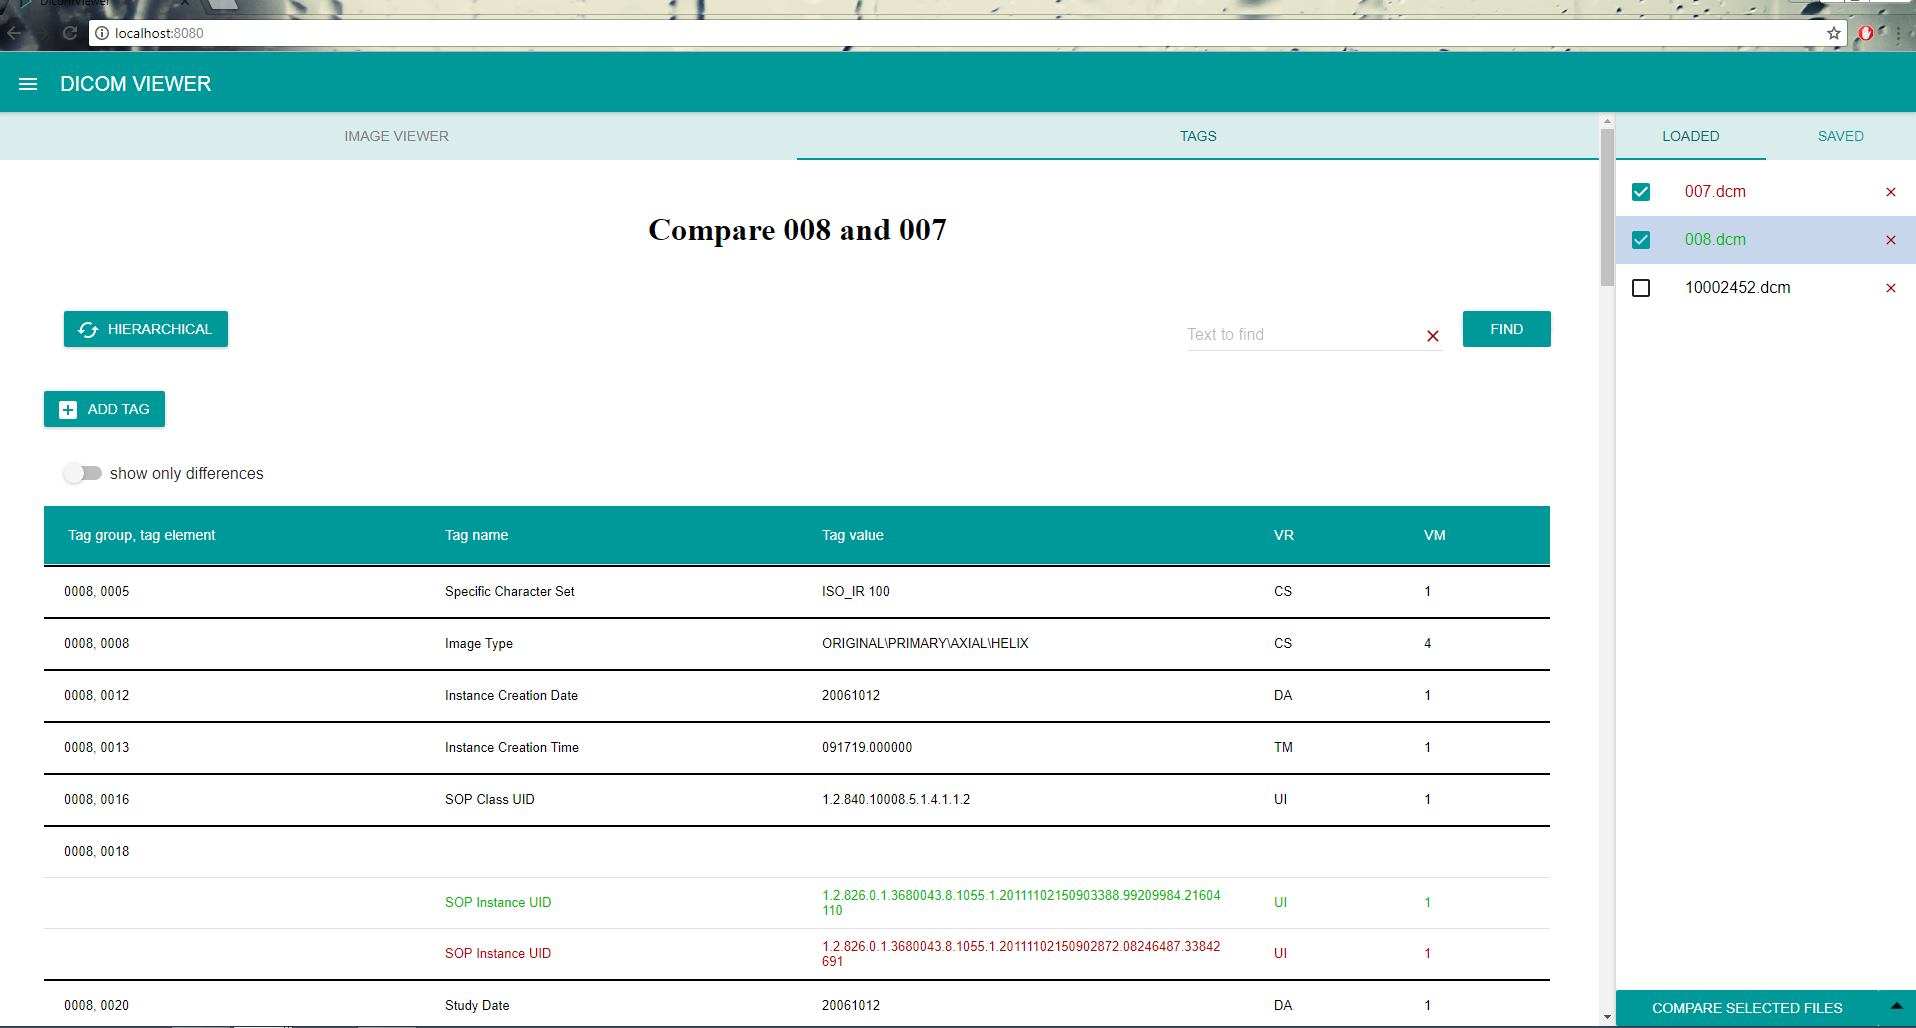 DicomViewer
localhost:8080
DICOM VIEWER
IMAGE VIEWER
TAGS
LOADED
SAVED
007.dcm
008.dcm
10002452.dcm
Compare 008 and 007
HIERARCHICAL
Text to find
FIND
ADD TAG
show only differences
Tag group, tag element Tag name Tag value VR VM
0008, 0005 Specific Character Set ISO_IR 100 CS 1
0008, 0008 Image Type ORIGINAL\PRIMARY\AXIAL\HELIX CS 4
0008, 0012 Instance Creation Date 20061012 DA 1
0008, 0013 Instance Creation Time 091719.000000 TM 1
0008, 0016 SOP Class UID 1.2.840.10008.5.1.4.1.1.2 UI 1
0008, 0018
SOP Instance UID 1.2.826.0.1.3680043.8.1055.1.20111102150903388.99209984.21604 UI 1
110
SOP Instance UID 1.2.826.0.1.3680043.8.1055.1.20111102150902872.08246487.33842 UI 1
691
0008, 0020 Study Date 20061012 DA 1
COMPARE SELECTED FILES